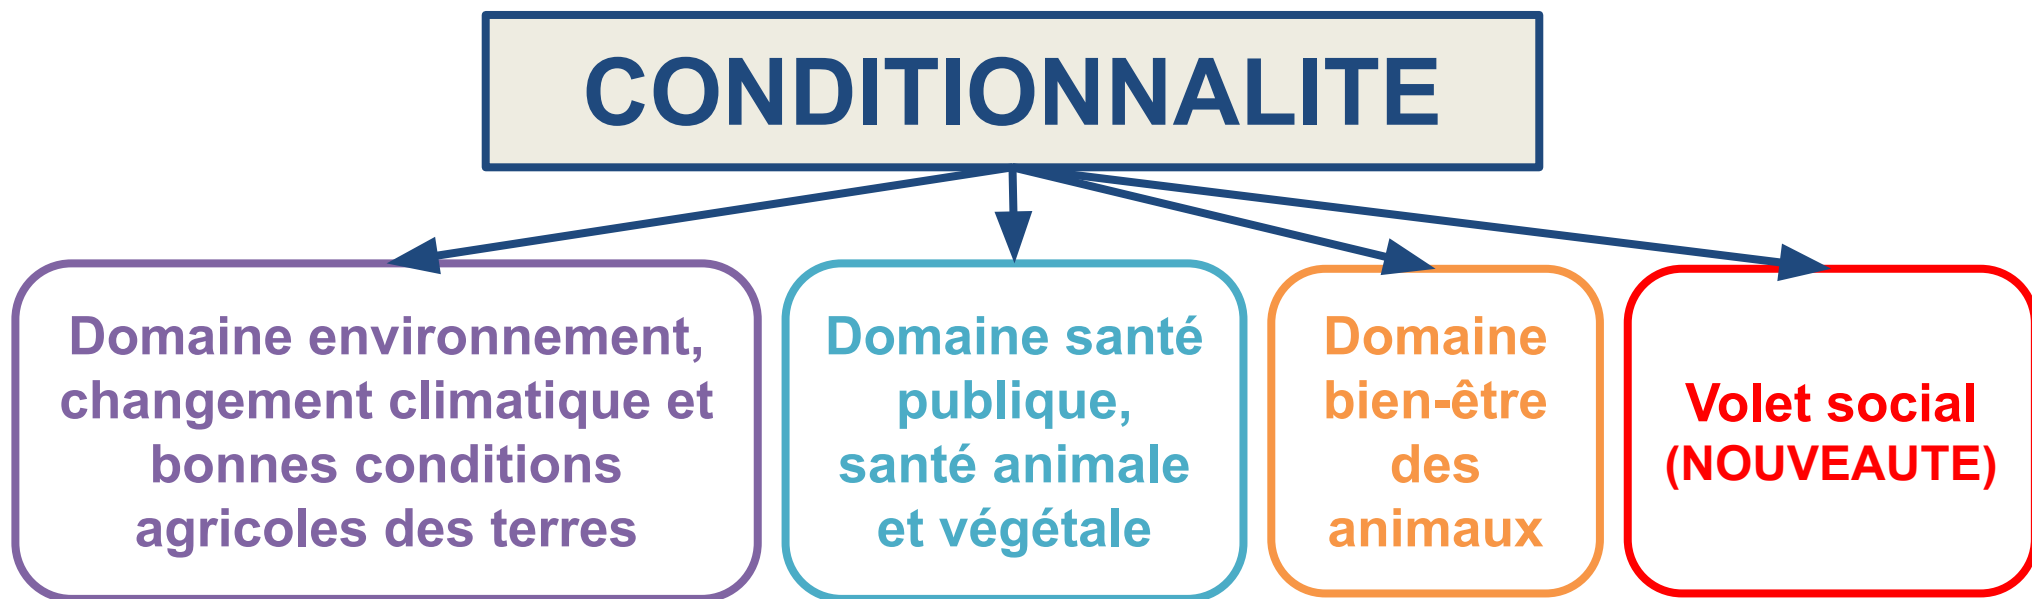 CONDITIONNALITE
Domaine environnement,
changement climatique et
bonnes conditions
agricoles des terres
Domaine santé
publique,
santé animale
et végétale
Domaine
bien-être
des
animaux
Volet social
(NOUVEAUTE)